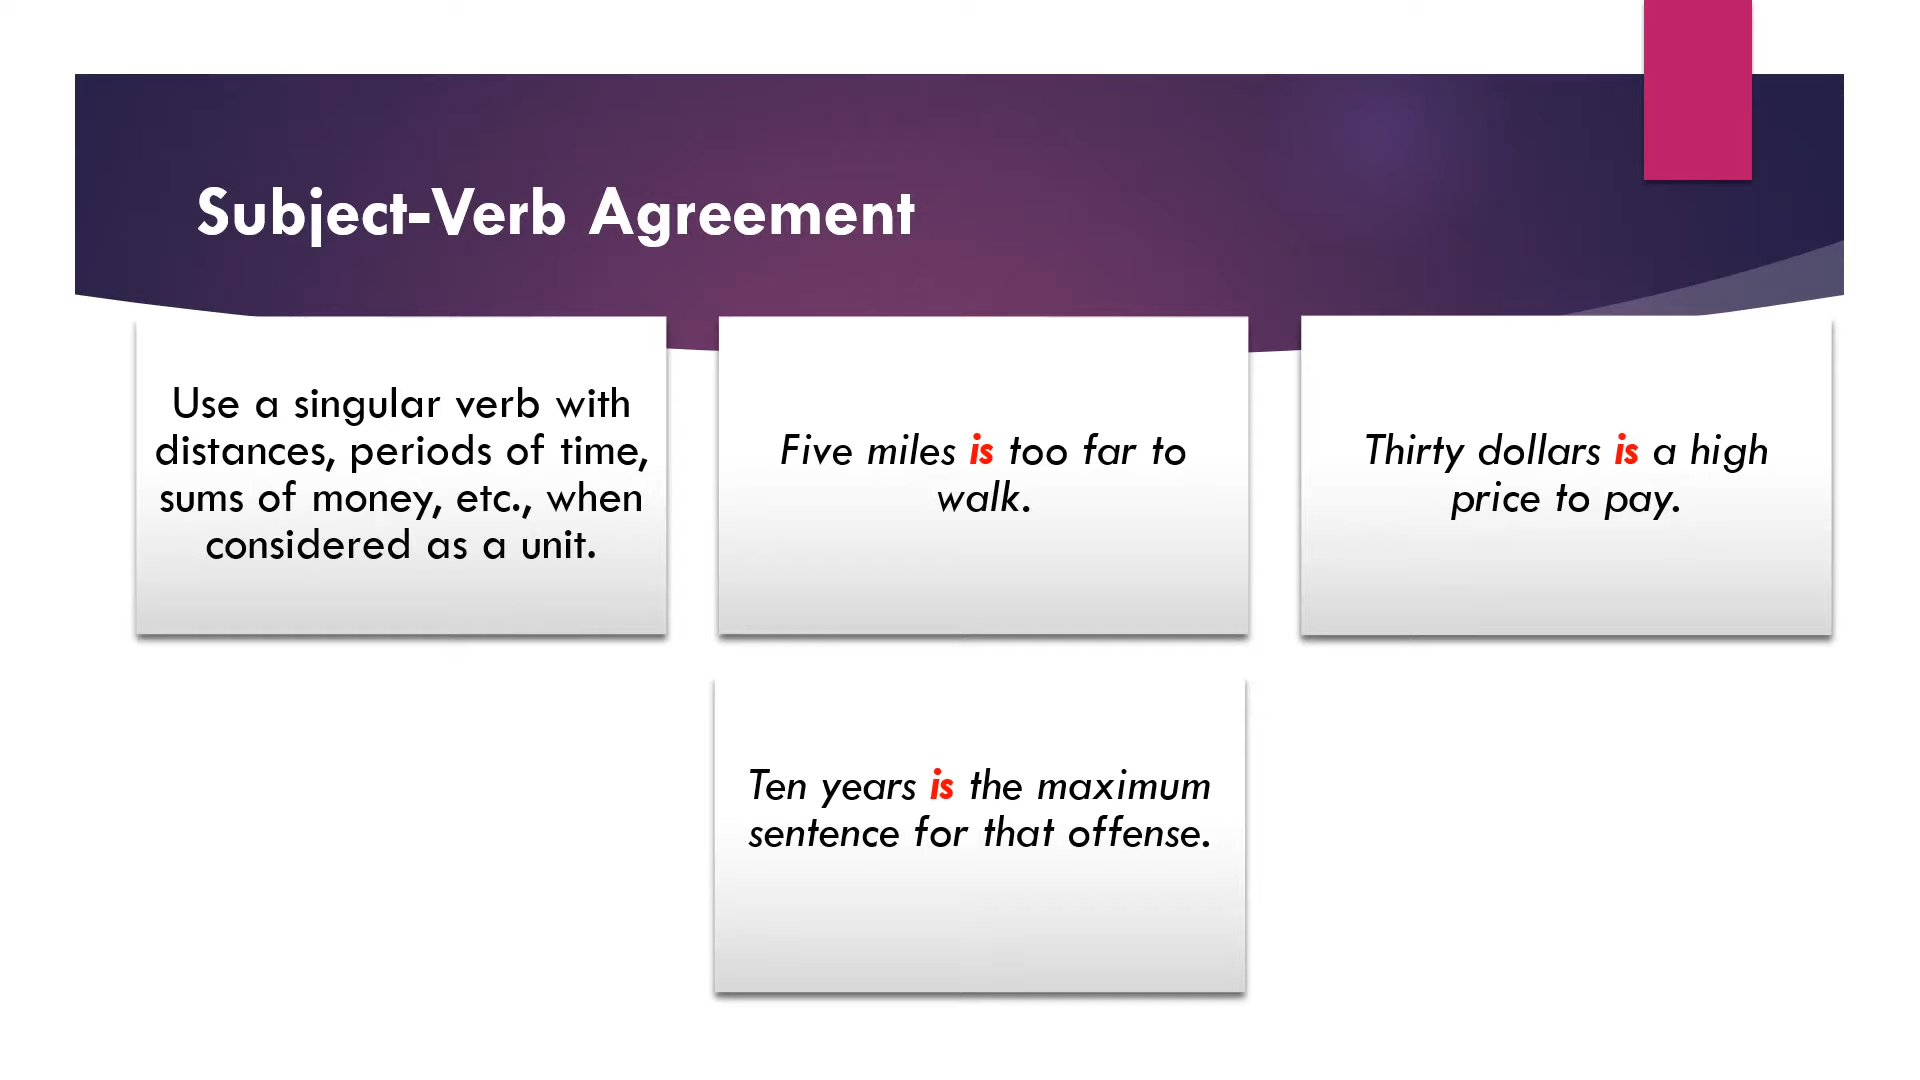 Subject-Verb Agreement
Use a singular verb with
distances, periods of time,
sums of money, etc., when
considered as a unit.
Five miles is too far to
walk.
Thirty dollars is a high
price to pay.
Ten years is the maximum
sentence for that offense.